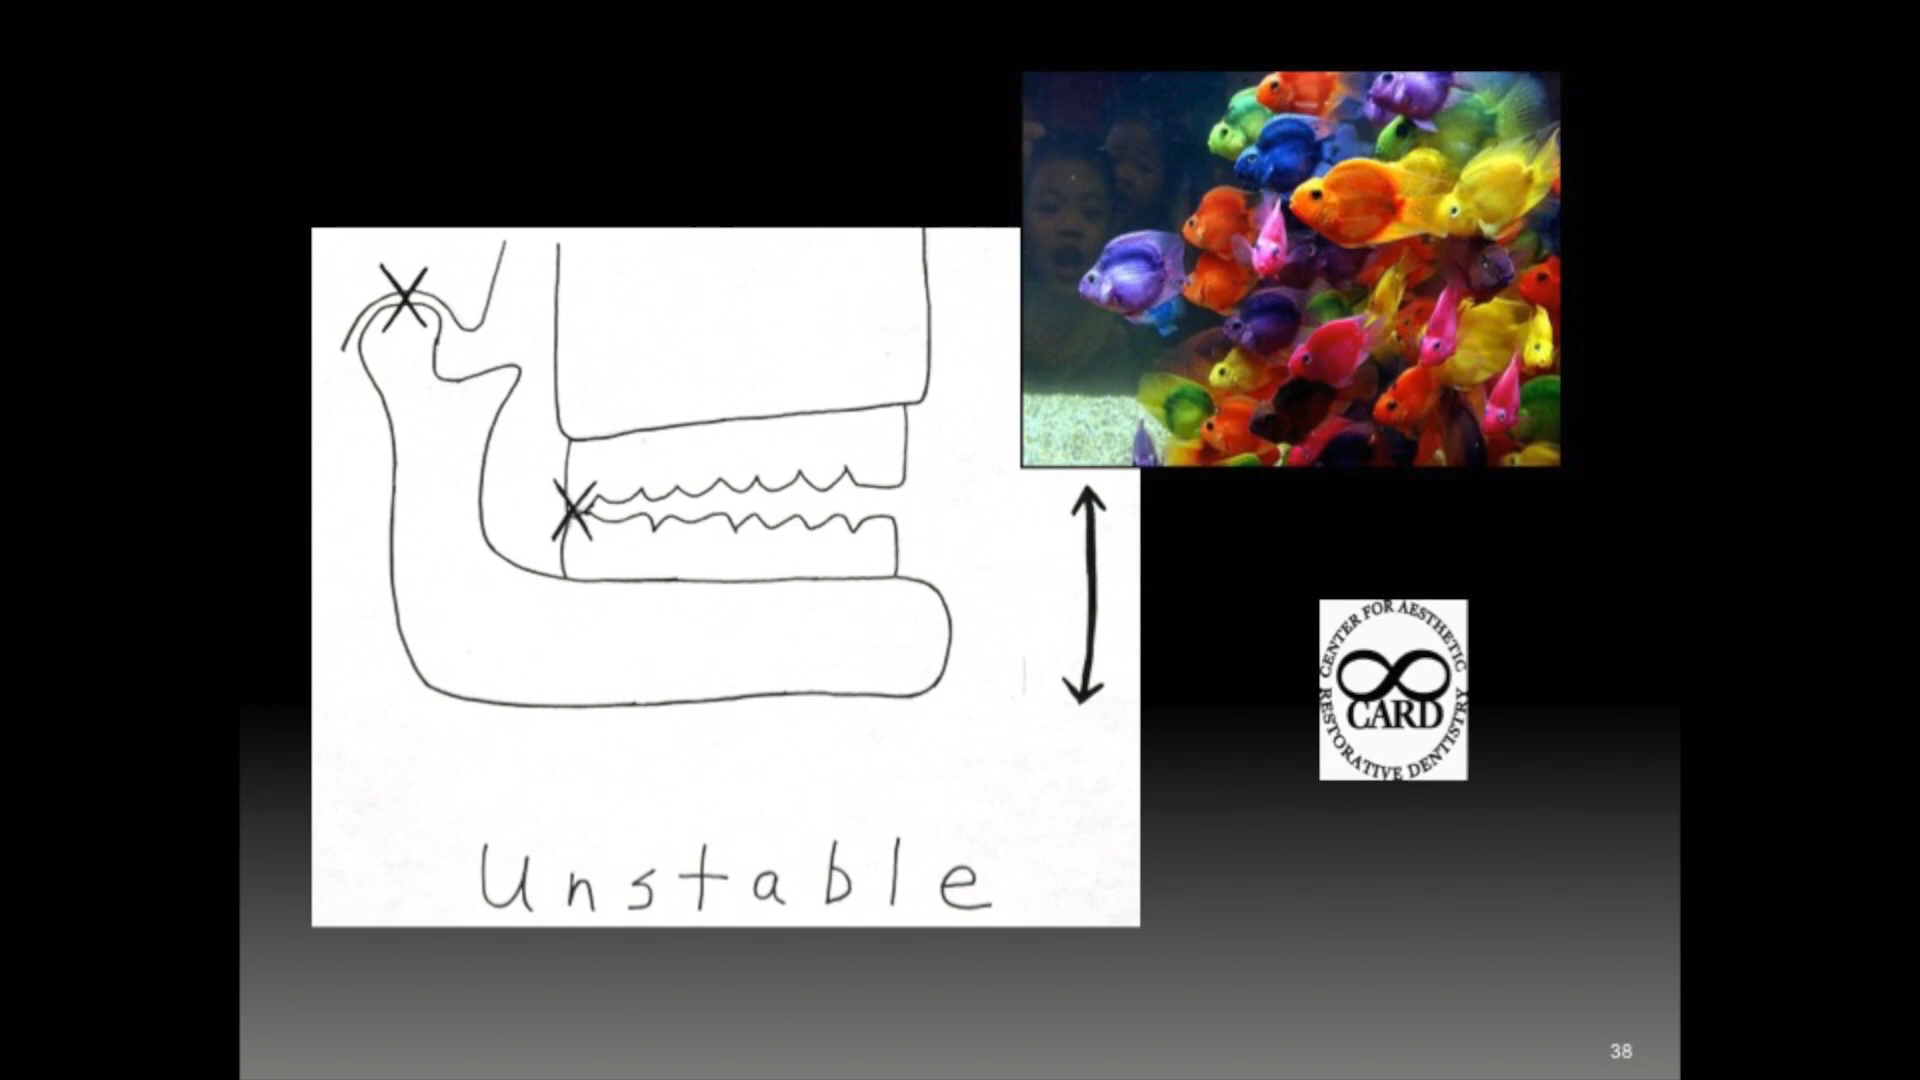 Unstable
CENTER FOR AESTHETIC
CARD
RESTORATIVE DENTISTRY
38